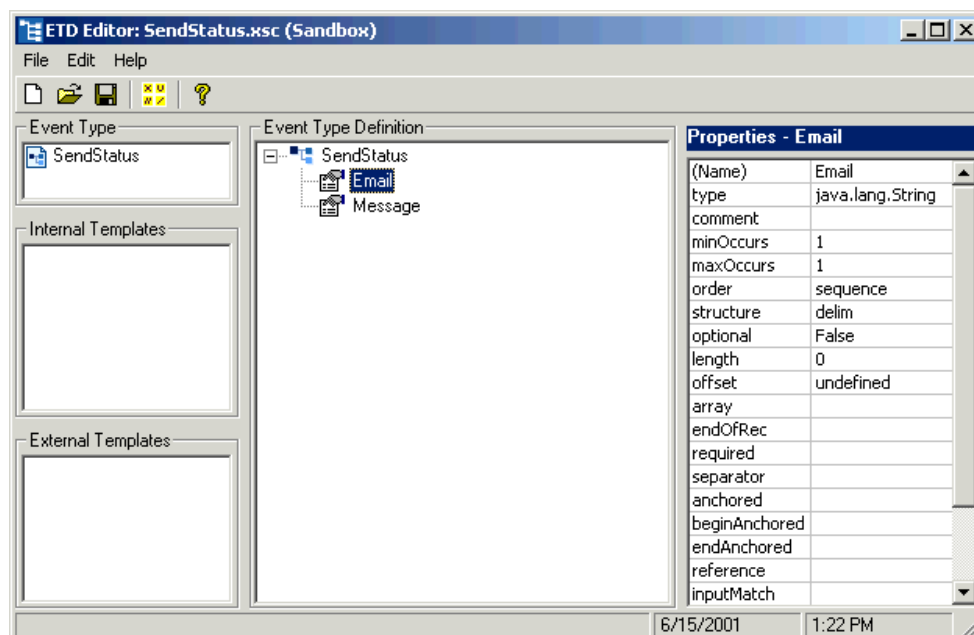 ETD Editor: SendStatus.xsc (Sandbox)
File Edit Help
Event Type
SendStatus
Internal Templates
External Templates
Event Type Definition
SendStatus
Email
Message
Properties - Email
(Name) Email
type java.lang.String
comment
minOccurs 1
maxOccurs 1
order sequence
structure delim
optional False
length 0
offset undefined
array
endOfRec
required
separator
anchored
beginAnchored
endAnchored
reference
inputMatch
6/15/2001 1:22 PM